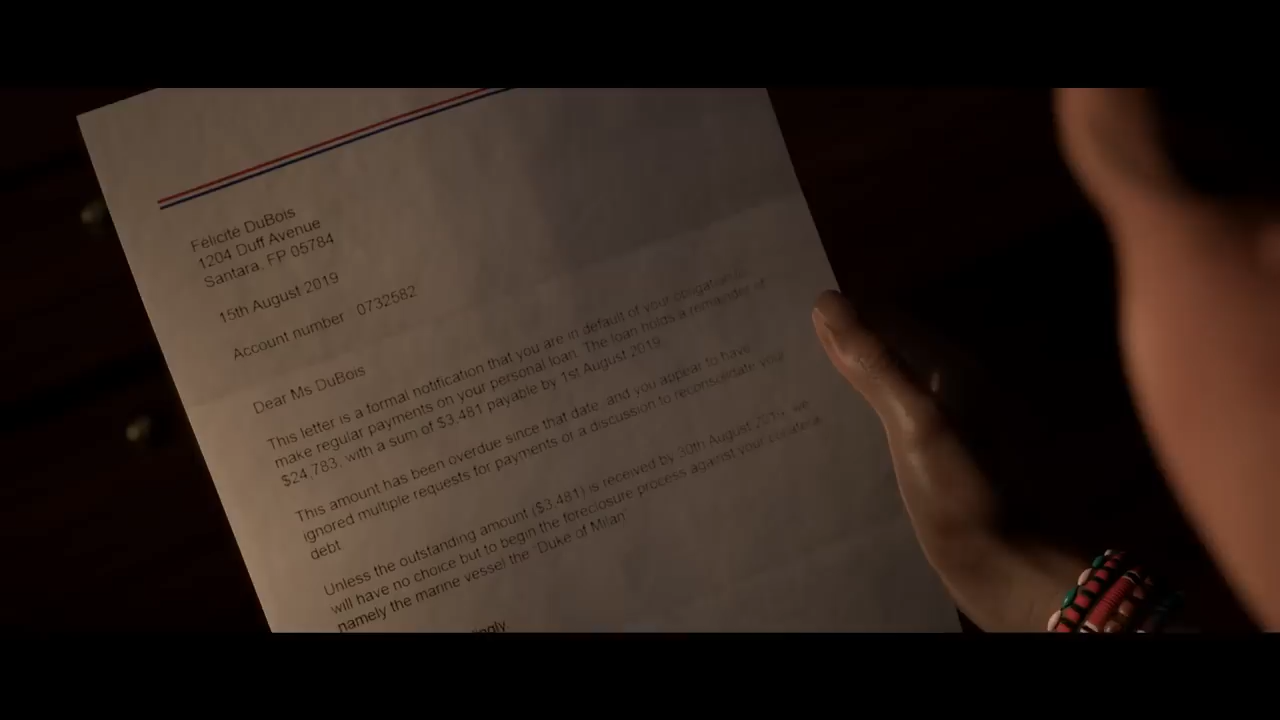 Félicité DuBois
1204 Duff Avenue
Santara, FP 05784
15th August 2019
Account number 0732582
Dear Ms DuBois
This letter is a formal notification that you are in default of your obligation to
make regular payments on your personal loan. The loan holds a remainder of
$24,783, with a sum of $3,481 payable by 1st August 2019.
This amount has been overdue since that date, and you appear to have
ignored multiple requests for payments or a discussion to reconsolidate your
debt.
Unless the outstanding amount ($3,481) is received by 30th August 2019, we
will have no choice but to begin the foreclosure process against your collateral
namely the marine vessel the "Duke of Milan"